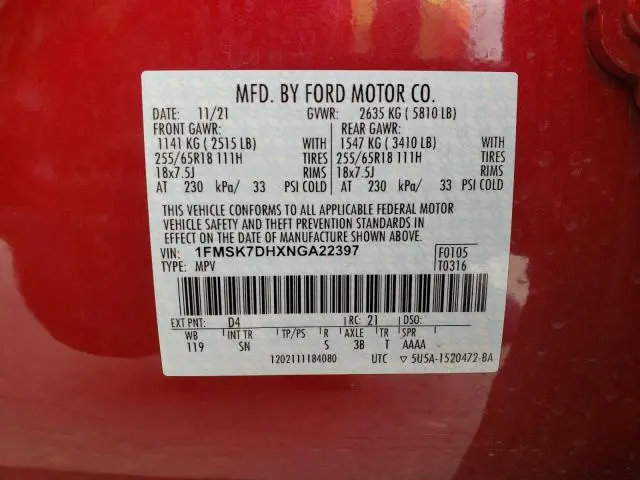 MFD. BY FORD MOTOR CO.
DATE: 11/21 GVWR: 2635 KG ( 5810 LB)
FRONT GAWR: REAR GAWR:
1141 KG ( 2515 LB) WITH 1547 KG ( 3410 LB) WITH
255/65R18 111H TIRES 255/65R18 111H TIRES
18x7.5J RIMS 18x7.5J RIMS
AT 230 kPa/ 33 PSI COLD AT 230 kPa/ 33 PSI COLD
THIS VEHICLE CONFORMS TO ALL APPLICABLE FEDERAL MOTOR
VEHICLE SAFETY AND THEFT PREVENTION STANDARDS IN
EFFECT ON THE DATE OF MANUFACTURE SHOWN ABOVE.
VIN: 1FMSK7DHXNGA22397 F0105
TYPE: MPV T0316
EXT PNT: D4 RC: 21 DSO:
WB INT TR TP/PS R AXLE TR SPR
119 SN S 3B T AAAA
1202111184080 UTC ▽ 5U5A-1520472-BA